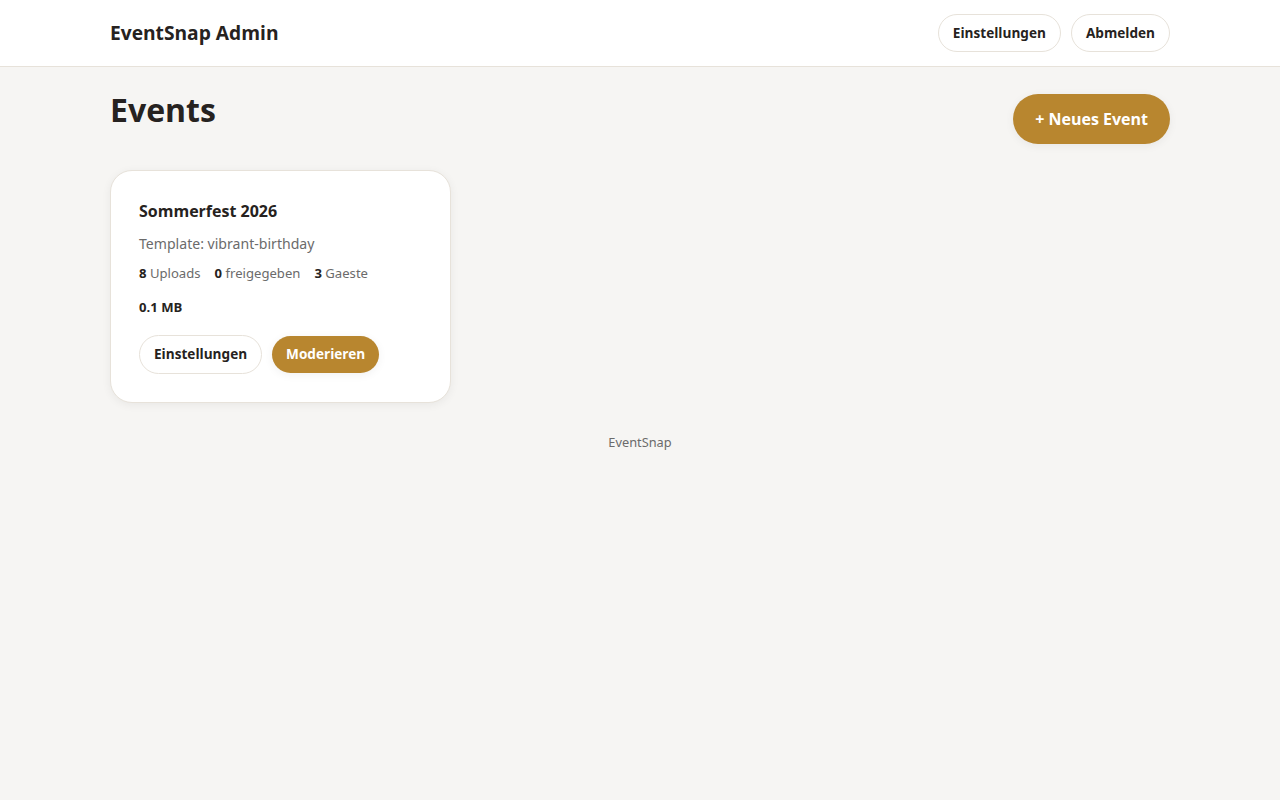 EventSnap Admin
Einstellungen
Abmelden
Events
+ Neues Event
Sommerfest 2026
Template: vibrant-birthday
8 Uploads 0 freigegeben 3 Gaeste
0.1 MB
Einstellungen
Moderieren
EventSnap